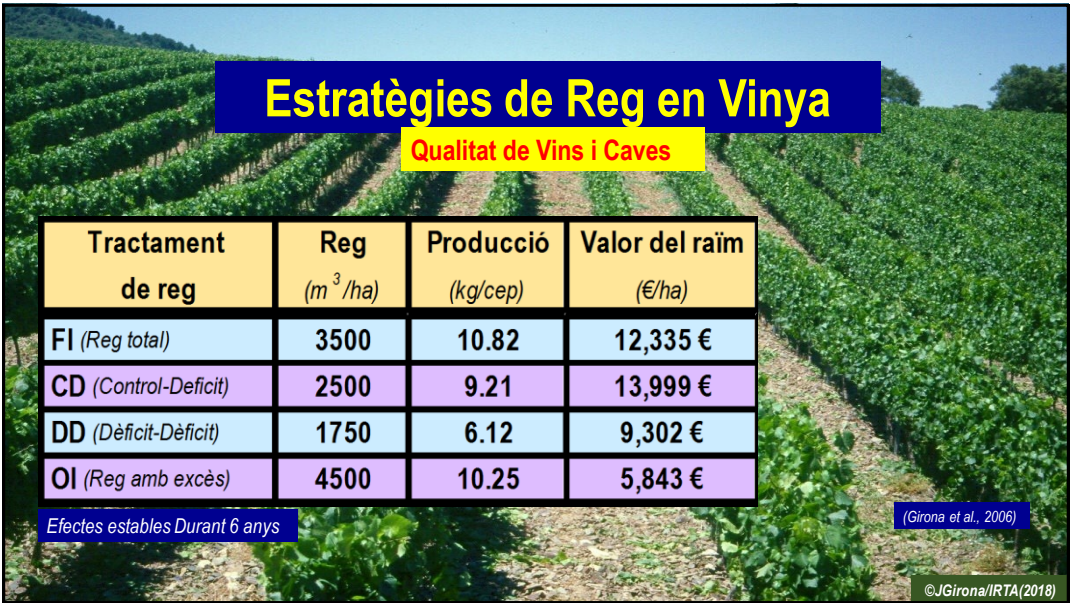 Estratègies de Reg en Vinya
Qualitat de Vins i Caves
Tractament de reg Reg (m³/ha) Producció (kg/cep) Valor del raïm (€/ha)
FI (Reg total) 3500 10.82 12,335 €
CD (Control-Deficit) 2500 9.21 13,999 €
DD (Dèficit-Dèficit) 1750 6.12 9,302 €
OI (Reg amb excès) 4500 10.25 5,843 €
Efectes estables Durant 6 anys
(Girona et al., 2006)
©JGirona/IRTA(2018)